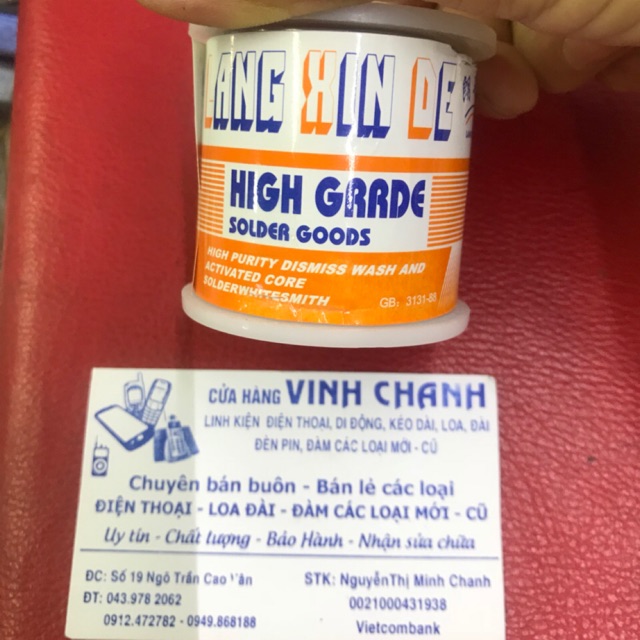 LANG XIN DE
HIGH GRADE
SOLDER GOODS
HIGH PURITY DISMISS WASH AND
ACTIVATED CORE
SOLDERWHITESMITH
GB: 3131-88
CỬA HÀNG VINH CHANH
LINH KIỆN ĐIỆN THOẠI, DI ĐỘNG, KÉO DÀI, LOA, ĐÀI
ĐÈN PIN, ĐÀM CÁC LOẠI MỚI - CŨ
Chuyên bán buôn - Bán lẻ các loại
ĐIỆN THOẠI - LOA ĐÀI - ĐÀM CÁC LOẠI MỚI - CŨ
Uy tín - Chất lượng - Bảo Hành - Nhận sửa chữa
ĐC: Số 19 Ngõ Trần Cao Vân
ĐT: 043.978 2062
0912.472782 - 0949.868188
STK: NguyễnThị Minh Chanh
0021000431938
Vietcombank